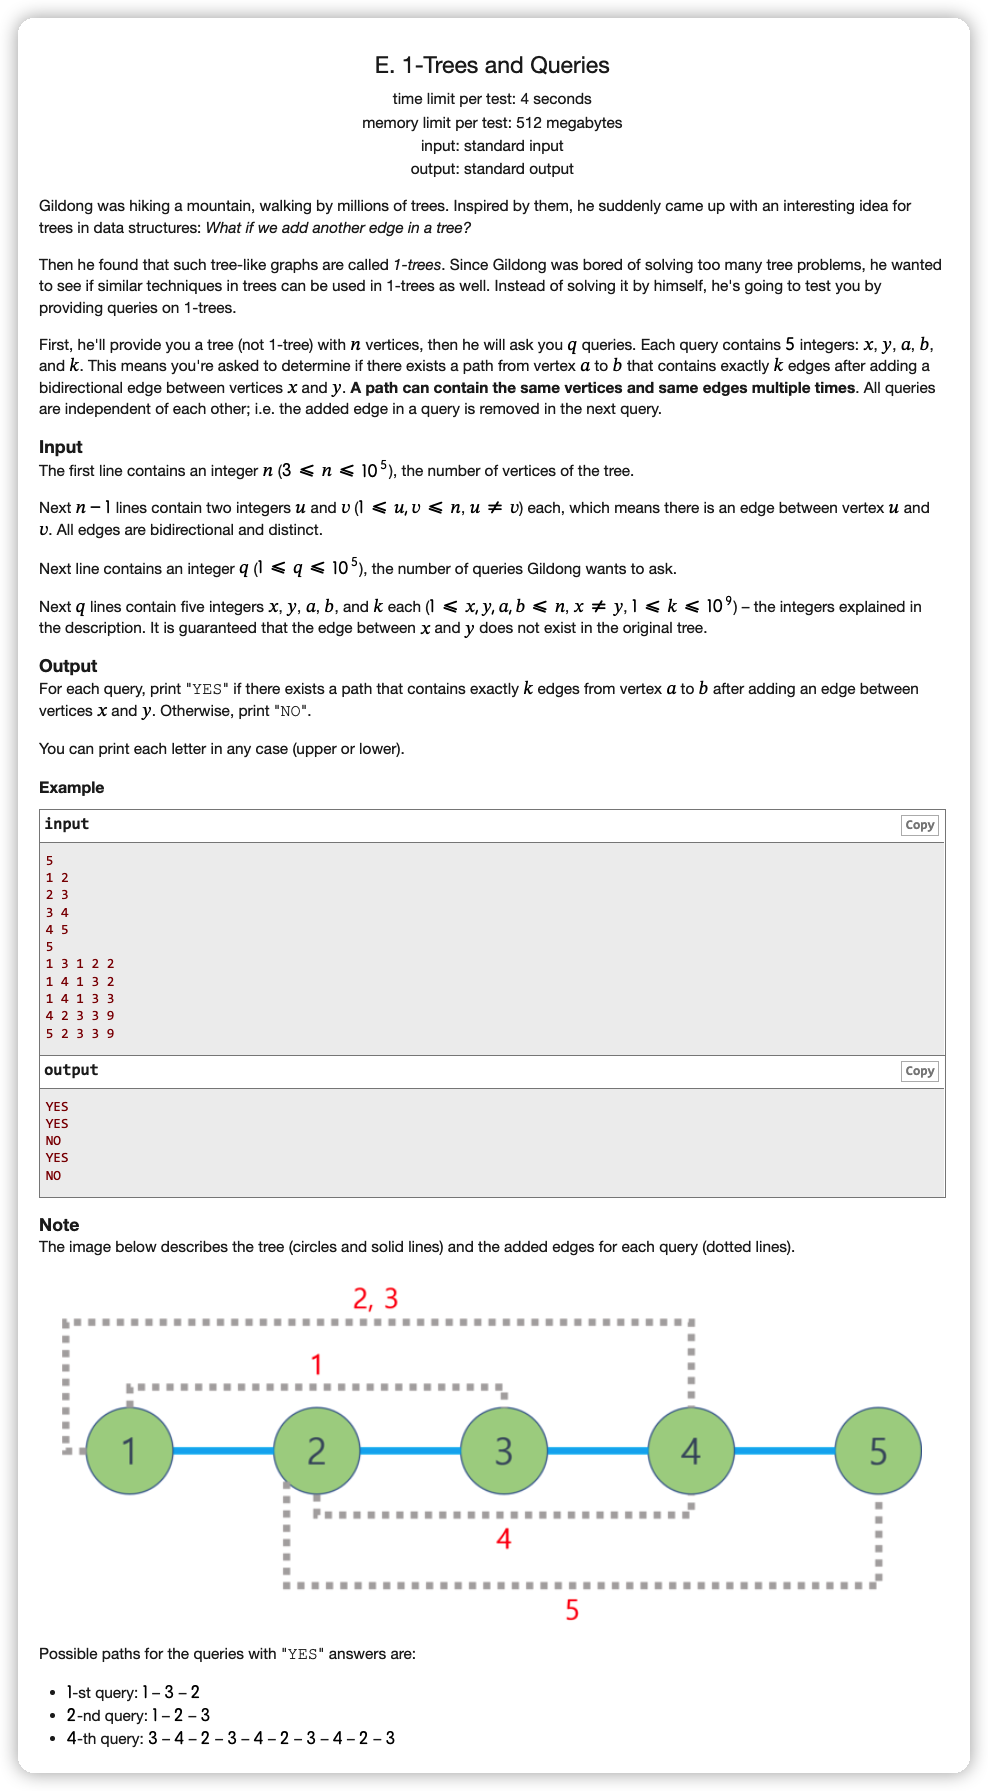 E. 1-Trees and Queries
time limit per test: 4 seconds
memory limit per test: 512 megabytes
input: standard input
output: standard output
Gildong was hiking a mountain, walking by millions of trees. Inspired by them, he suddenly came up with an interesting idea for
trees in data structures: What if we add another edge in a tree?
Then he found that such tree-like graphs are called 1-trees. Since Gildong was bored of solving too many tree problems, he wanted
to see if similar techniques in trees can be used in 1-trees as well. Instead of solving it by himself, he's going to test you by
providing queries on 1-trees.
First, he'll provide you a tree (not 1-tree) with n vertices, then he will ask you q queries. Each query contains 5 integers: x, y, a, b,
and k. This means you're asked to determine if there exists a path from vertex a to b that contains exactly k edges after adding a
bidirectional edge between vertices x and y. A path can contain the same vertices and same edges multiple times. All queries
are independent of each other; i.e. the added edge in a query is removed in the next query.
Input
The first line contains an integer n (3 ⩽ n ⩽ 10^5), the number of vertices of the tree.
Next n − 1 lines contain two integers u and v (1 ⩽ u, v ⩽ n, u ≠ v) each, which means there is an edge between vertex u and
v. All edges are bidirectional and distinct.
Next line contains an integer q (1 ⩽ q ⩽ 10^5), the number of queries Gildong wants to ask.
Next q lines contain five integers x, y, a, b, and k each (1 ⩽ x, y, a, b ⩽ n, x ≠ y, 1 ⩽ k ⩽ 10^9) – the integers explained in
the description. It is guaranteed that the edge between x and y does not exist in the original tree.
Output
For each query, print "YES" if there exists a path that contains exactly k edges from vertex a to b after adding an edge between
vertices x and y. Otherwise, print "NO".
You can print each letter in any case (upper or lower).
Example
input Copy
5
1 2
2 3
3 4
4 5
5
1 3 1 2 2
1 4 1 3 2
1 4 1 3 3
4 2 3 3 9
5 2 3 3 9
output Copy
YES
YES
NO
YES
NO
Note
The image below describes the tree (circles and solid lines) and the added edges for each query (dotted lines).
2, 3
1
1 2 3 4 5
4
5
Possible paths for the queries with "YES" answers are:
• 1-st query: 1 – 3 – 2
• 2-nd query: 1 – 2 – 3
• 4-th query: 3 – 4 – 2 – 3 – 4 – 2 – 3 – 4 – 2 – 3